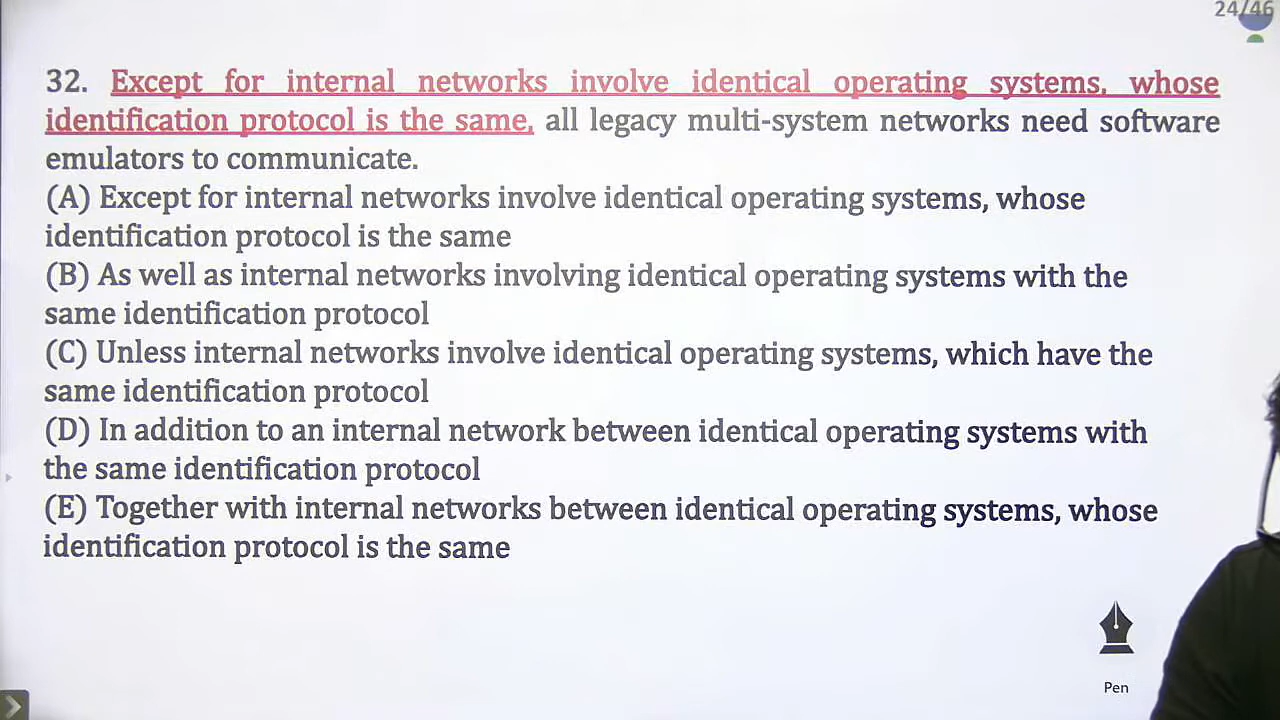 24/46
32. Except for internal networks involve identical operating systems, whose
identification protocol is the same, all legacy multi-system networks need software
emulators to communicate.
(A) Except for internal networks involve identical operating systems, whose
identification protocol is the same
(B) As well as internal networks involving identical operating systems with the
same identification protocol
(C) Unless internal networks involve identical operating systems, which have the
same identification protocol
(D) In addition to an internal network between identical operating systems with
the same identification protocol
(E) Together with internal networks between identical operating systems, whose
identification protocol is the same
Pen